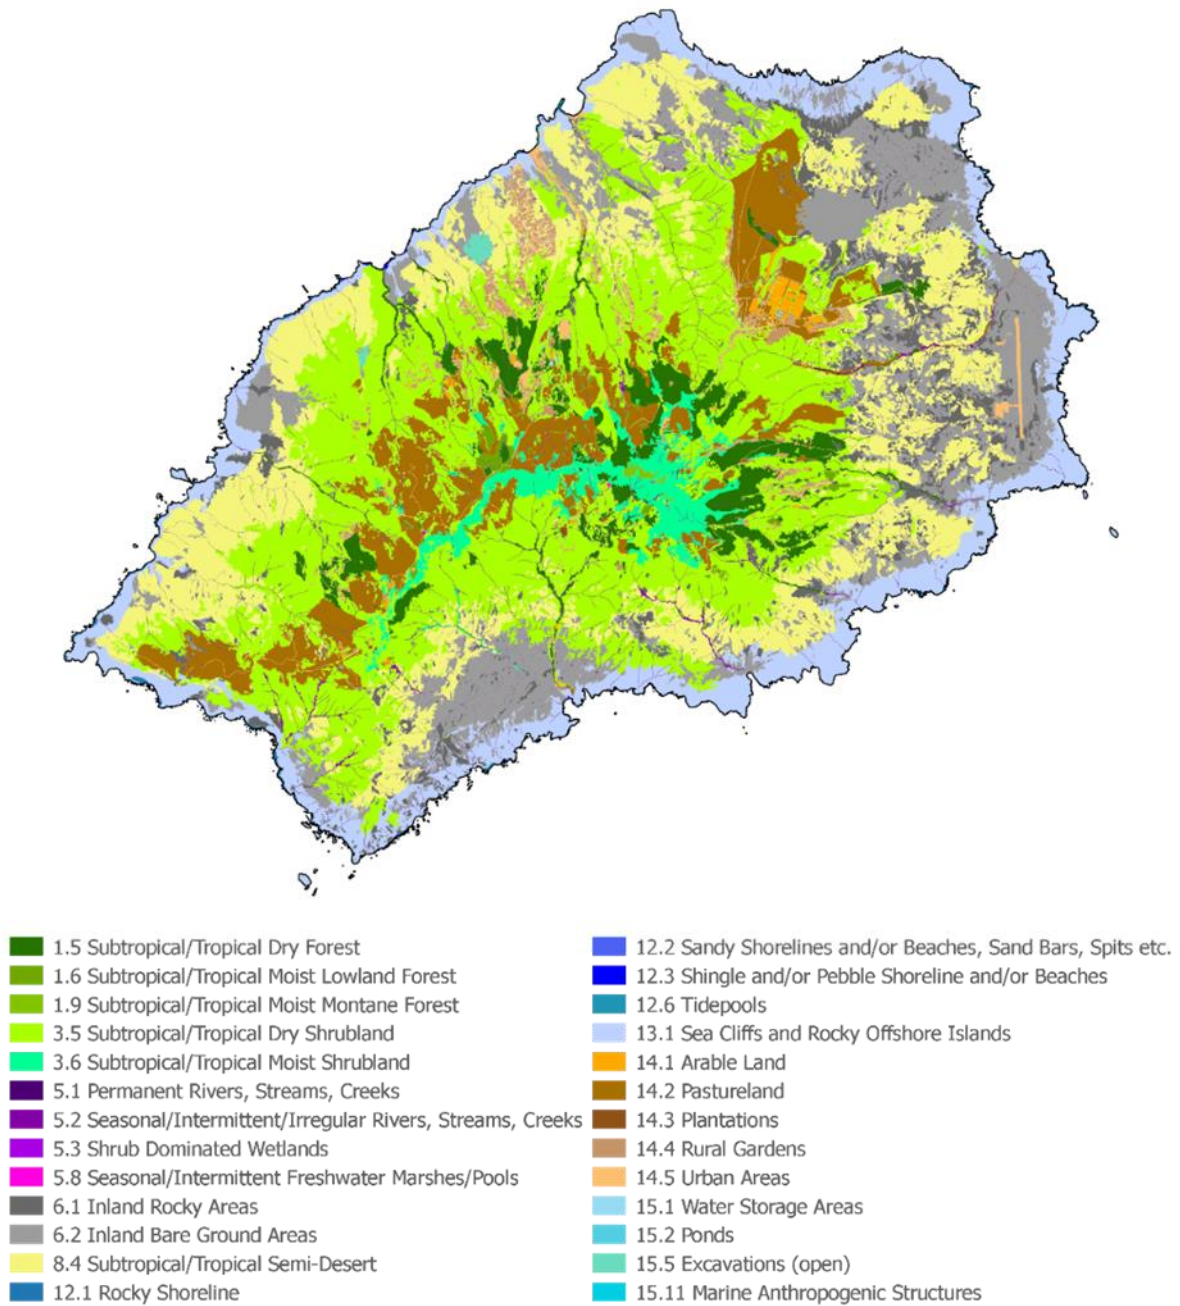 1.5 Subtropical/Tropical Dry Forest
1.6 Subtropical/Tropical Moist Lowland Forest
1.9 Subtropical/Tropical Moist Montane Forest
3.5 Subtropical/Tropical Dry Shrubland
3.6 Subtropical/Tropical Moist Shrubland
5.1 Permanent Rivers, Streams, Creeks
5.2 Seasonal/Intermittent/Irregular Rivers, Streams, Creeks
5.3 Shrub Dominated Wetlands
5.8 Seasonal/Intermittent Freshwater Marshes/Pools
6.1 Inland Rocky Areas
6.2 Inland Bare Ground Areas
8.4 Subtropical/Tropical Semi-Desert
12.1 Rocky Shoreline
12.2 Sandy Shorelines and/or Beaches, Sand Bars, Spits etc.
12.3 Shingle and/or Pebble Shoreline and/or Beaches
12.6 Tidepools
13.1 Sea Cliffs and Rocky Offshore Islands
14.1 Arable Land
14.2 Pastureland
14.3 Plantations
14.4 Rural Gardens
14.5 Urban Areas
15.1 Water Storage Areas
15.2 Ponds
15.5 Excavations (open)
15.11 Marine Anthropogenic Structures